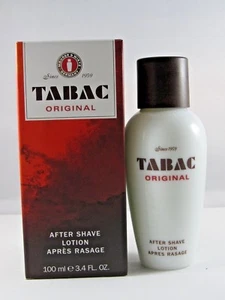 Since 1959
TABAC
ORIGINAL
AFTER SHAVE
LOTION
APRÈS RASAGE
100 ml e 3.4 FL. OZ.
Since 1959
TABAC
ORIGINAL
AFTER SHAVE
LOTION
APRÈS RASAGE